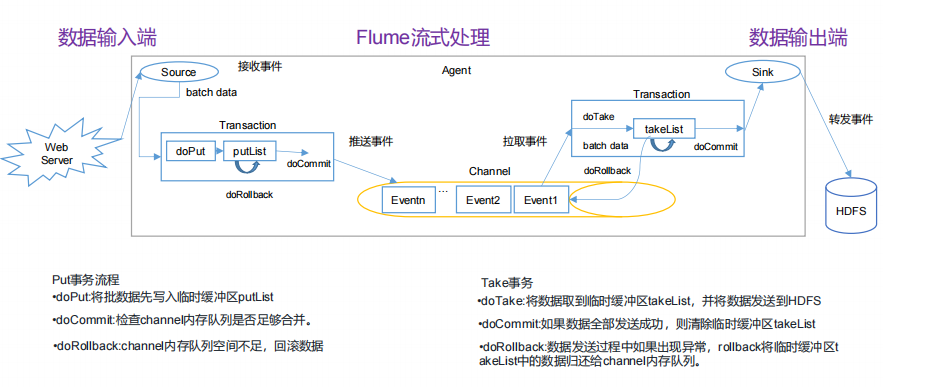 数据输入端
Flume流式处理
数据输出端
Source
接收事件
Agent
Sink
batch data
Transaction
Transaction
doTake
takeList
batch data
doCommit
转发事件
Web
Server
doPut
putList
doCommit
推送事件
拉取事件
doRollback
Channel
doRollback
Eventn
...
Event2
Event1
HDFS
Put事务流程
•doPut:将批数据先写入临时缓冲区putList
•doCommit:检查channel内存队列是否足够合并。
•doRollback:channel内存队列空间不足，回滚数据
Take事务
•doTake:将数据取到临时缓冲区takeList，并将数据发送到HDFS
•doCommit:如果数据全部发送成功，则清除临时缓冲区takeList
•doRollback:数据发送过程中如果出现异常，rollback将临时缓冲区t
akeList中的数据归还给channel内存队列。